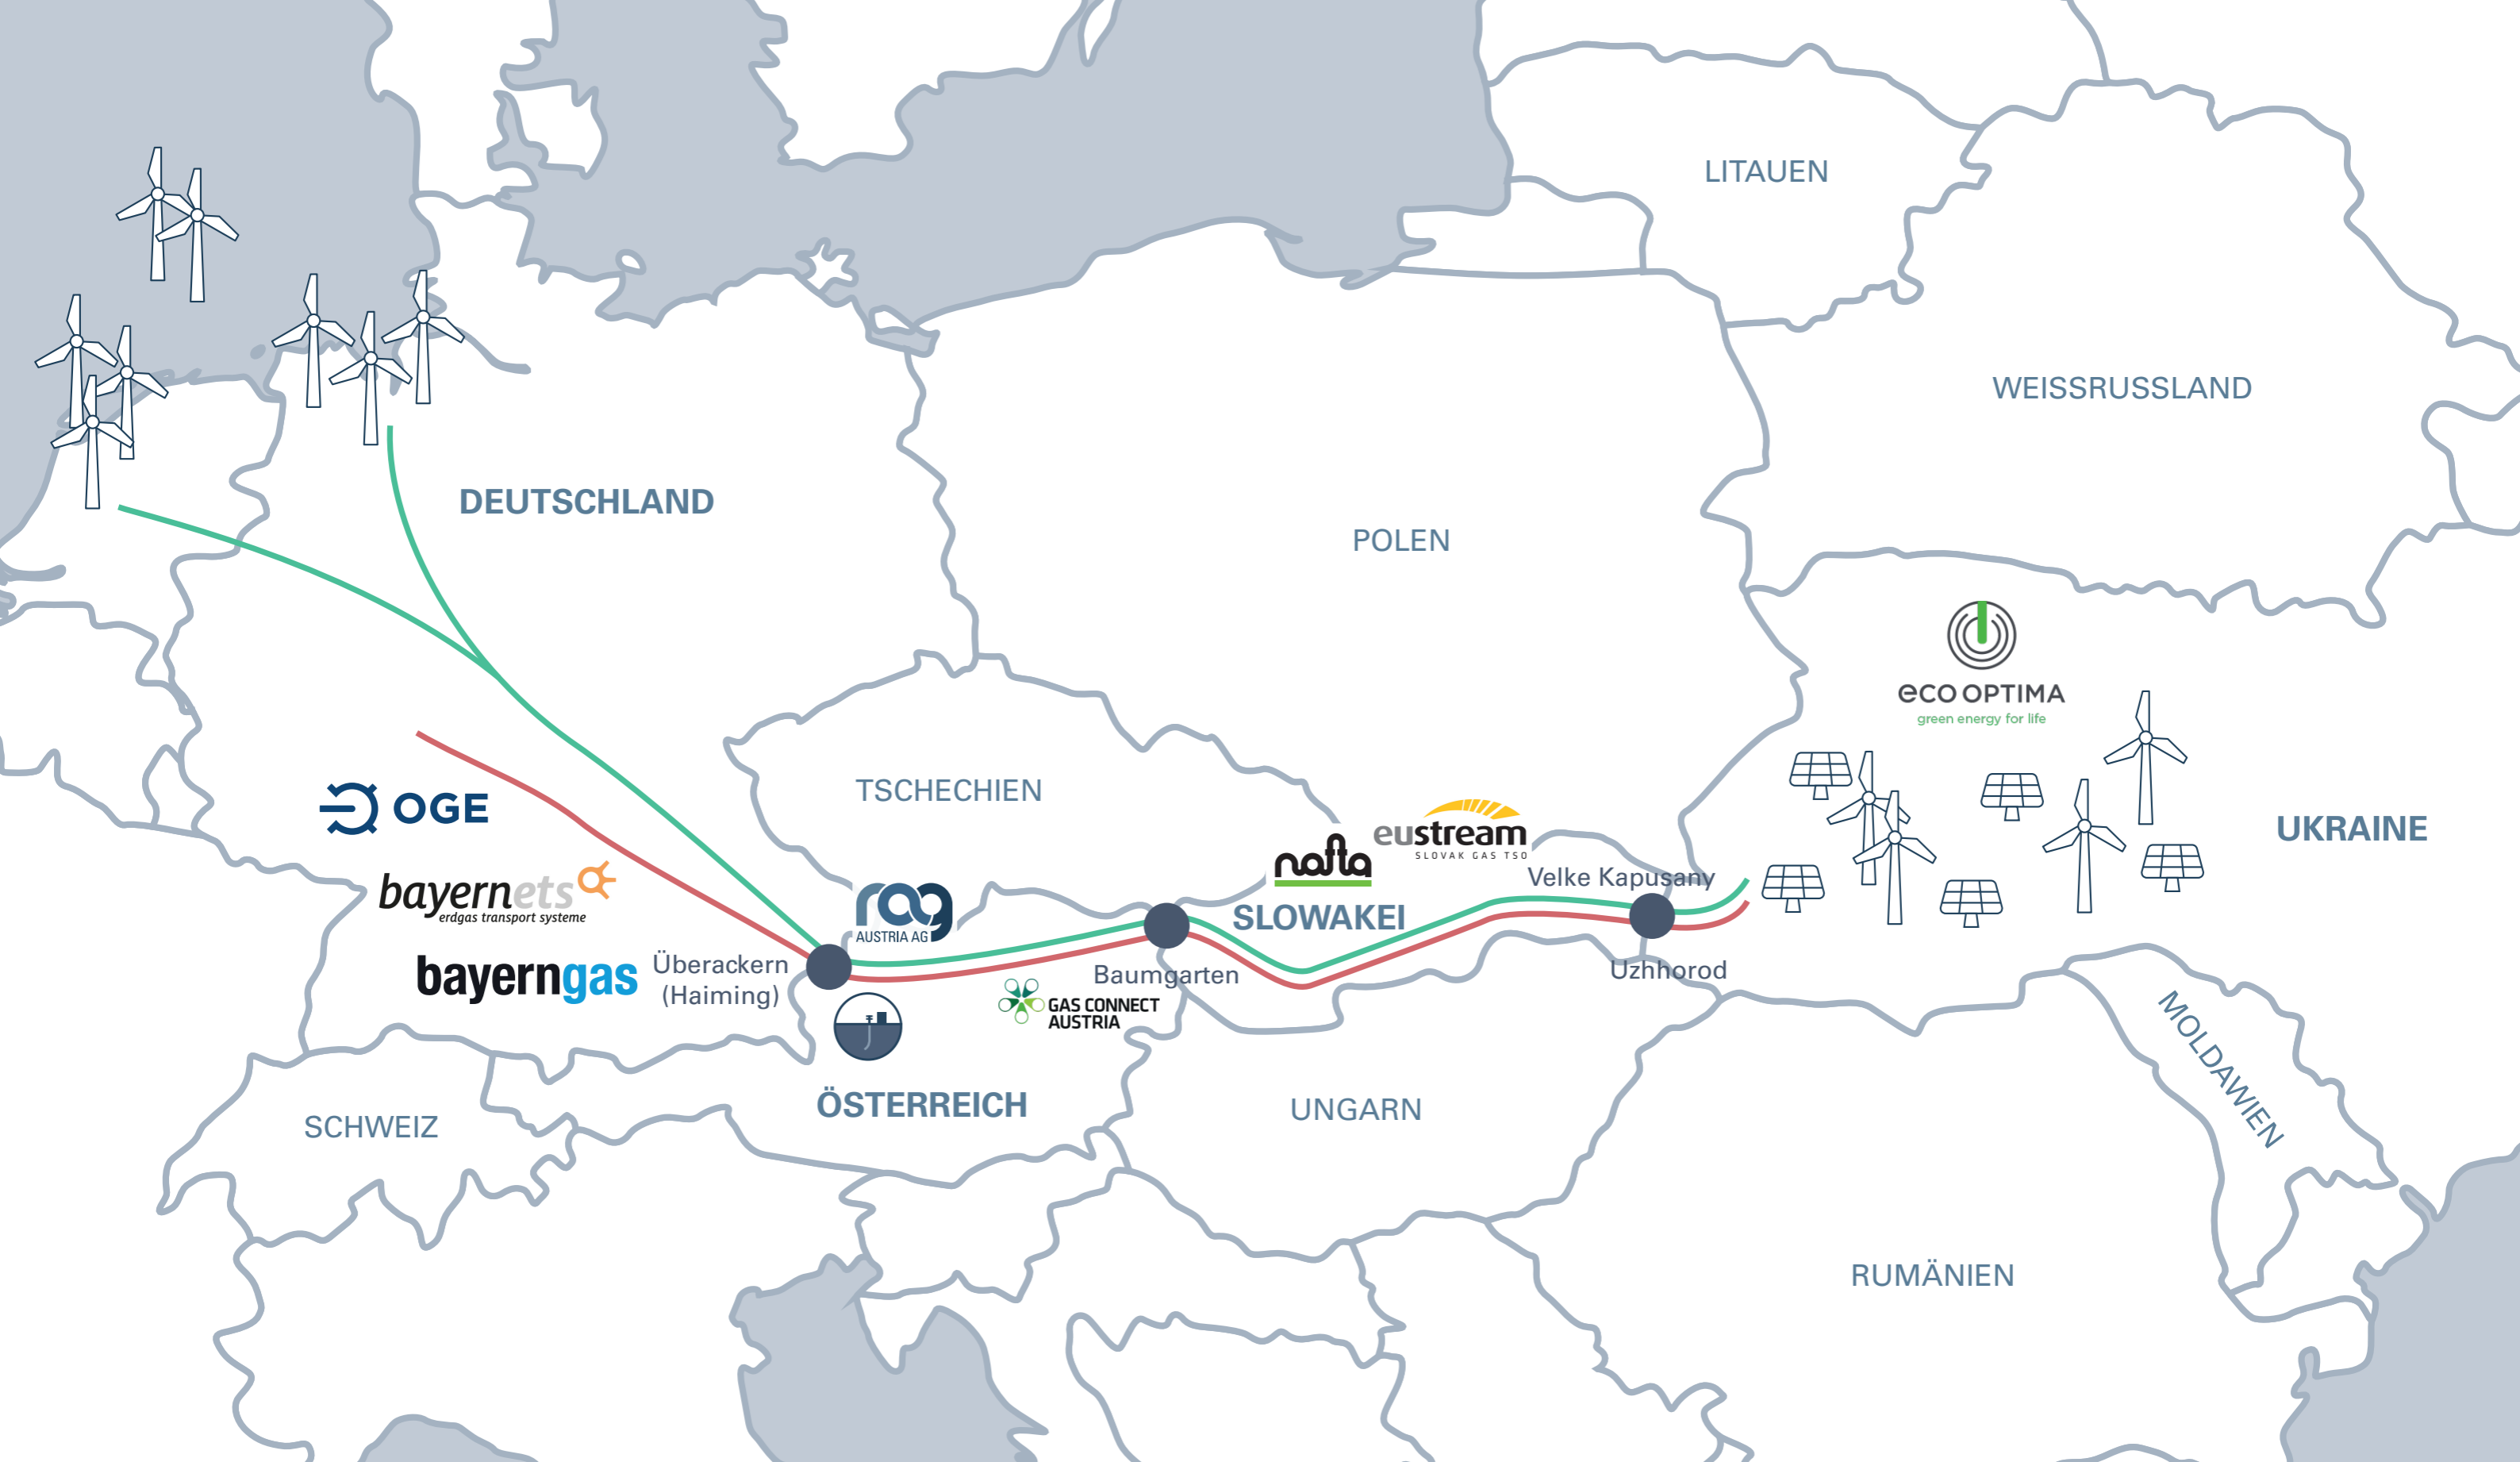 LITAUEN
WEISSRUSSLAND
DEUTSCHLAND
POLEN
eCO OPTIMA
green energy for life
UKRAINE
TSCHECHIEN
OGE
eustream
SLOVAK GAS TSO
nafta
Velke Kapusany
bayernets
erdgas transport systeme
rag
AUSTRIA AG
SLOWAKEI
bayerngas
Überackern
(Haiming)
Baumgarten
Uzhhorod
GAS CONNECT
AUSTRIA
MOLDAWIEN
ÖSTERREICH
UNGARN
SCHWEIZ
RUMÄNIEN